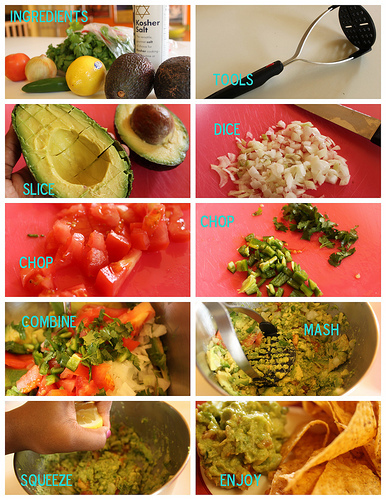 INGREDIENTS
Kosher
Salt
TOOLS
SLICE
DICE
CHOP
CHOP
COMBINE
MASH
SQUEEZE
ENJOY